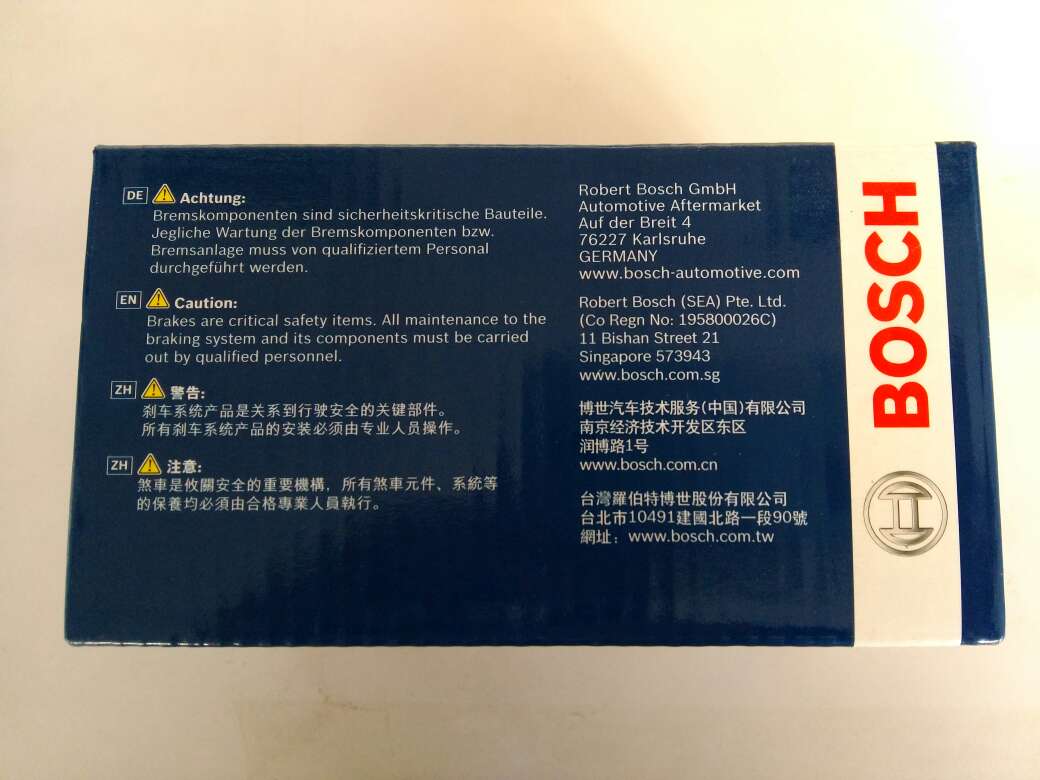 DE Achtung:
Bremskomponenten sind sicherheitskritische Bauteile.
Jegliche Wartung der Bremskomponenten bzw.
Bremsanlage muss von qualifiziertem Personal
durchgeführt werden.
EN Caution:
Brakes are critical safety items. All maintenance to the
braking system and its components must be carried
out by qualified personnel.
ZH 警告:
刹车系统产品是关系到行驶安全的关键部件。
所有刹车系统产品的安装必须由专业人员操作。
ZH 注意:
煞車是攸關安全的重要機構，所有煞車元件、系統等
的保養均必須由合格專業人員執行。
Robert Bosch GmbH
Automotive Aftermarket
Auf der Breit 4
76227 Karlsruhe
GERMANY
www.bosch-automotive.com
Robert Bosch (SEA) Pte. Ltd.
(Co Regn No: 195800026C)
11 Bishan Street 21
Singapore 573943
www.bosch.com.sg
博世汽车技术服务(中国)有限公司
南京经济技术开发区东区
润博路1号
www.bosch.com.cn
台灣羅伯特博世股份有限公司
台北市10491建國北路一段90號
網址：www.bosch.com.tw
BOSCH